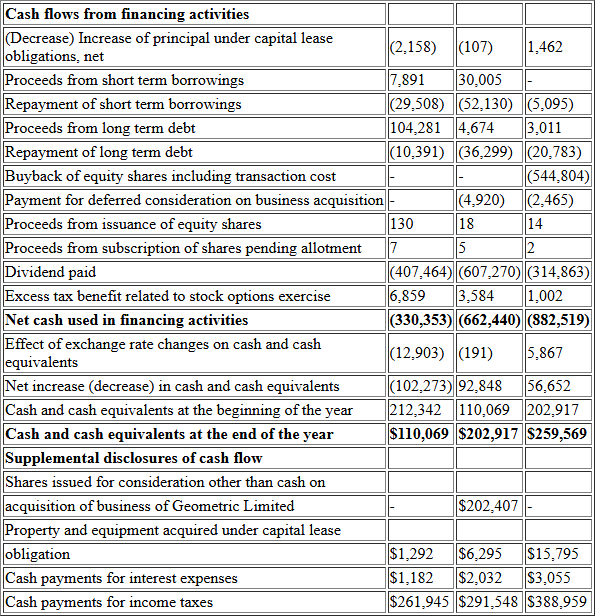 Cash flows from financing activities
(Decrease) Increase of principal under capital lease
obligations, net (2,158) (107) 1,462
Proceeds from short term borrowings 7,891 30,005 -
Repayment of short term borrowings (29,508) (52,130) (5,095)
Proceeds from long term debt 104,281 4,674 3,011
Repayment of long term debt (10,391) (36,299) (20,783)
Buyback of equity shares including transaction cost - - (544,804)
Payment for deferred consideration on business acquisition - (4,920) (2,465)
Proceeds from issuance of equity shares 130 18 14
Proceeds from subscription of shares pending allotment 7 5 2
Dividend paid (407,464) (607,270) (314,863)
Excess tax benefit related to stock options exercise 6,859 3,584 1,002
Net cash used in financing activities (330,353) (662,440) (882,519)
Effect of exchange rate changes on cash and cash
equivalents (12,903) (191) 5,867
Net increase (decrease) in cash and cash equivalents (102,273) 92,848 56,652
Cash and cash equivalents at the beginning of the year 212,342 110,069 202,917
Cash and cash equivalents at the end of the year $110,069 $202,917 $259,569
Supplemental disclosures of cash flow
Shares issued for consideration other than cash on
acquisition of business of Geometric Limited - $202,407 -
Property and equipment acquired under capital lease
obligation $1,292 $6,295 $15,795
Cash payments for interest expenses $1,182 $2,032 $3,055
Cash payments for income taxes $261,945 $291,548 $388,959